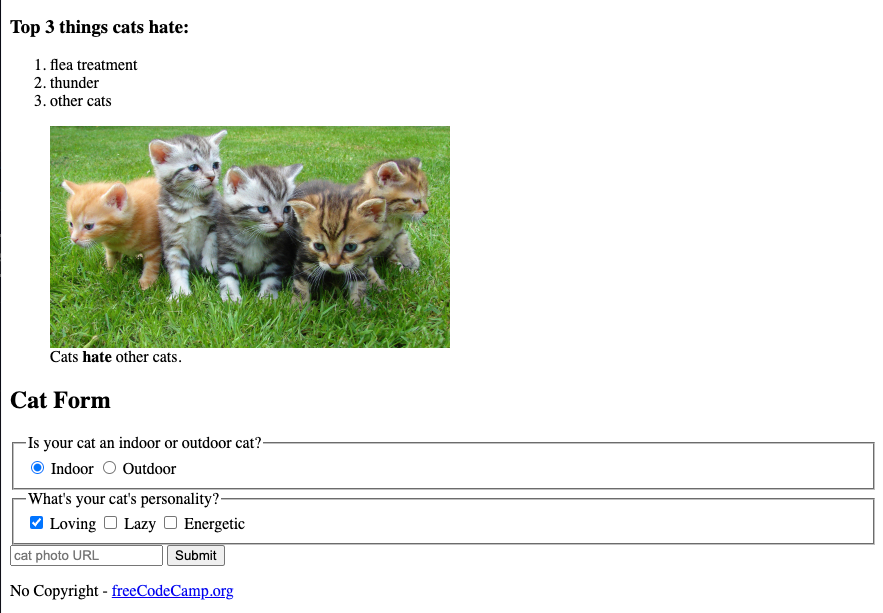 Top 3 things cats hate:
1. flea treatment
2. thunder
3. other cats
Cats hate other cats.
Cat Form
Is your cat an indoor or outdoor cat?
Indoor Outdoor
What's your cat's personality?
Loving Lazy Energetic
cat photo URL Submit
No Copyright - freeCodeCamp.org